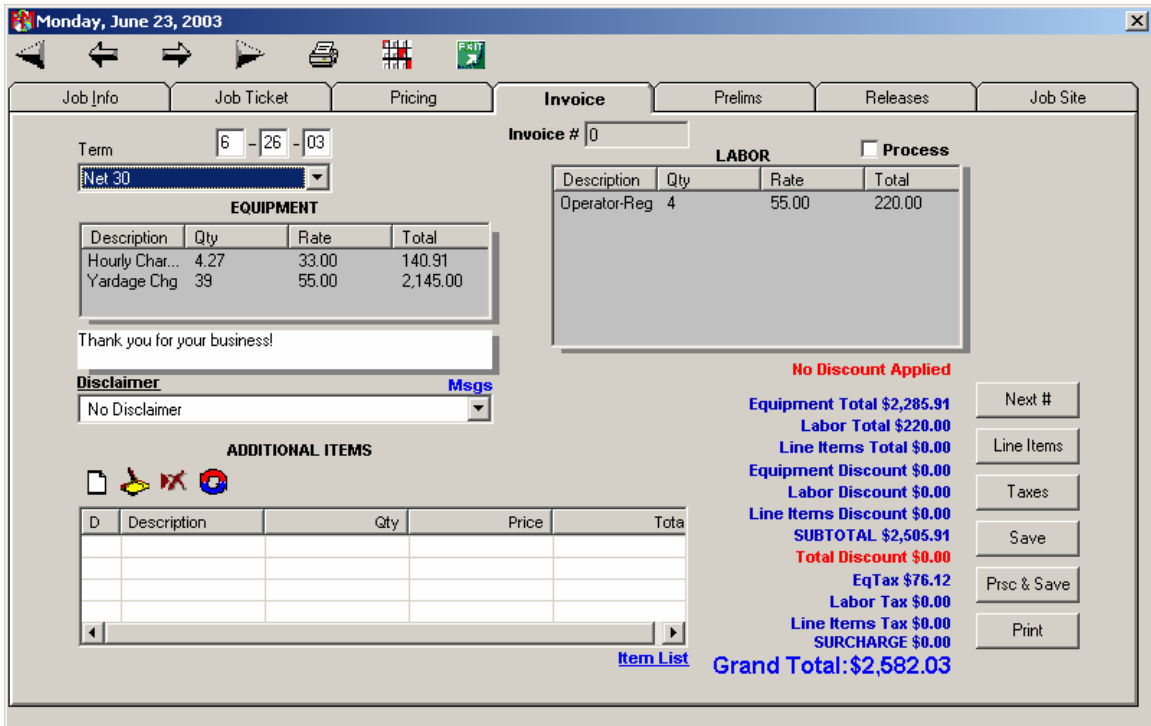 Monday, June 23, 2003
EXIT
Job Info Job Ticket Pricing Invoice Prelims Releases Job Site
Term 6 - 26 - 03
Invoice # 0
Process
Net 30
LABOR
Description Qty Rate Total
Operator-Reg 4 55.00 220.00
EQUIPMENT
Description Qty Rate Total
Hourly Char... 4.27 33.00 140.91
Yardage Chg 39 55.00 2,145.00
Thank you for your business!
Disclaimer Msgs
No Disclaimer
ADDITIONAL ITEMS
D Description Qty Price Tota
Item List
No Discount Applied
Equipment Total $2,285.91
Labor Total $220.00
Line Items Total $0.00
Equipment Discount $0.00
Labor Discount $0.00
Line Items Discount $0.00
SUBTOTAL $2,505.91
Total Discount $0.00
EqTax $76.12
Labor Tax $0.00
Line Items Tax $0.00
SURCHARGE $0.00
Grand Total:$2,582.03
Next #
Line Items
Taxes
Save
Prsc & Save
Print